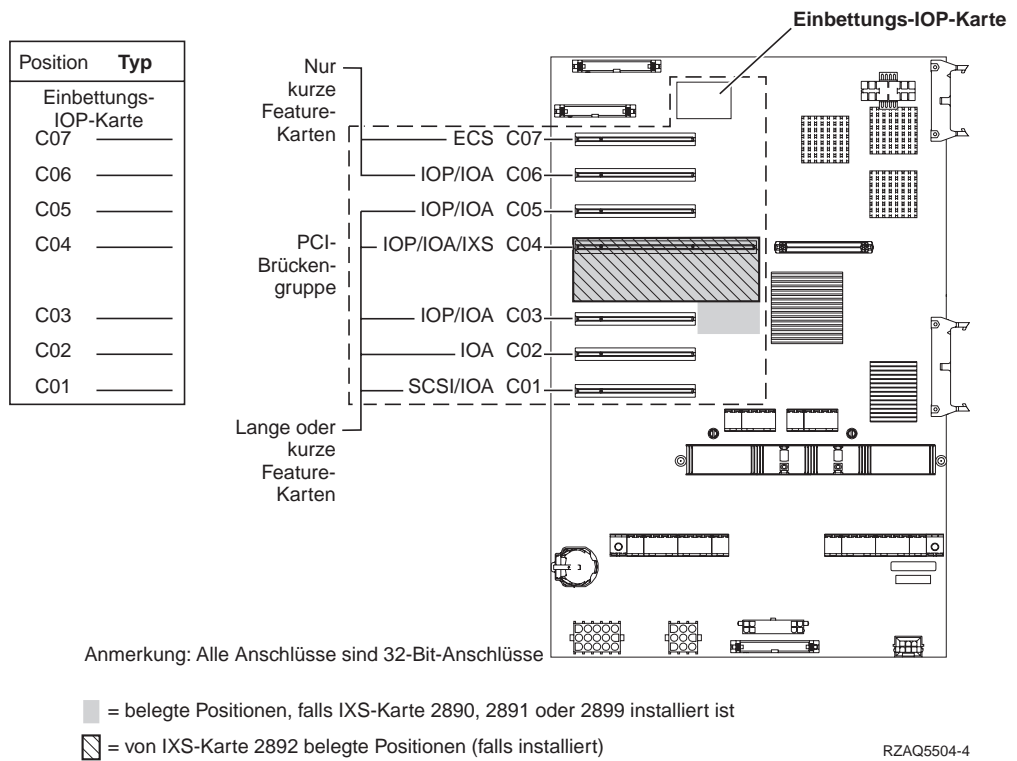 Einbettungs-IOP-Karte
Position Typ
Einbettungs-
IOP-Karte
C07
C06
C05
C04
C03
C02
C01
Nur
kurze
Feature-
Karten
PCI-
Brücken-
gruppe
Lange oder
kurze
Feature-
Karten
ECS C07
IOP/IOA C06
IOP/IOA C05
IOP/IOA/IXS C04
IOP/IOA C03
IOA C02
SCSI/IOA C01
Anmerkung: Alle Anschlüsse sind 32-Bit-Anschlüsse
= belegte Positionen, falls IXS-Karte 2890, 2891 oder 2899 installiert ist
= von IXS-Karte 2892 belegte Positionen (falls installiert)
RZAQ5504-4